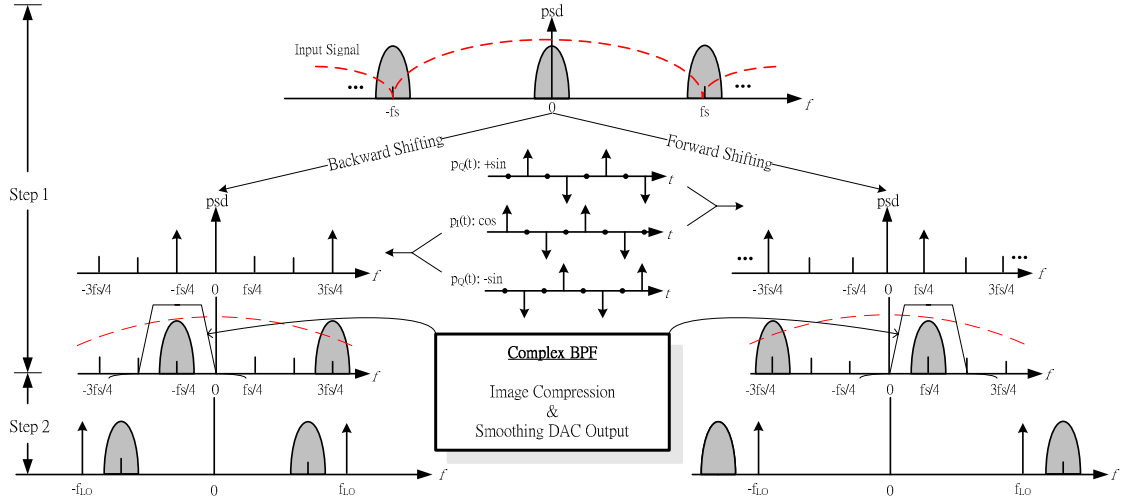 psd
Input Signal
... ...
-fs 0 fs f
Backward Shifting
Forward Shifting
Step 1
pQ(t): +sin t
pI(t): cos t
pQ(t): -sin t
psd
-3fs/4 -fs/4 0 fs/4 3fs/4 f
psd
... ...
-3fs/4 -fs/4 0 fs/4 3fs/4 f
-3fs/4 -fs/4 0 fs/4 3fs/4 f
Complex BPF
Image Compression
&
Smoothing DAC Output
-3fs/4 -fs/4 0 fs/4 3fs/4 f
Step 2
-fLO 0 fLO f
-fLO 0 fLO f